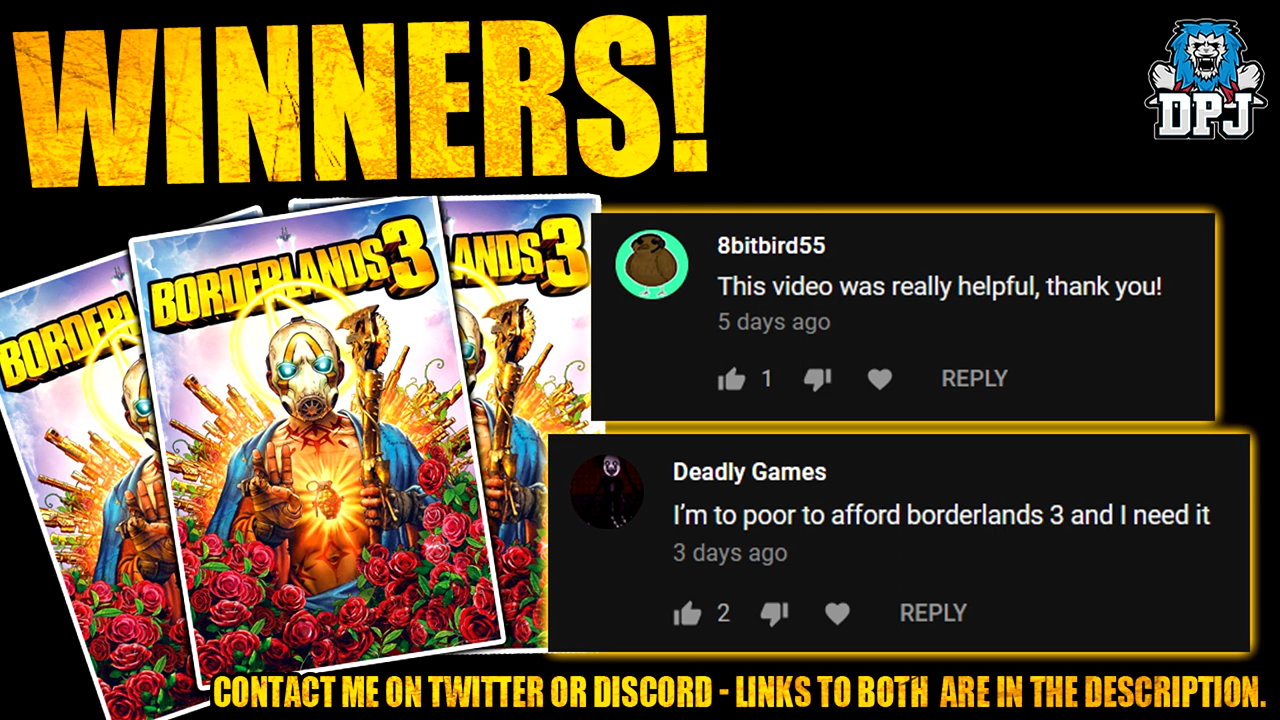 WINNERS!
DPJ
BORDERLANDS 3
BORDERL
ANDS 3
8bitbird55
This video was really helpful, thank you!
5 days ago
1 REPLY
Deadly Games
I'm to poor to afford borderlands 3 and I need it
3 days ago
2 REPLY
CONTACT ME ON TWITTER OR DISCORD - LINKS TO BOTH ARE IN THE DESCRIPTION.